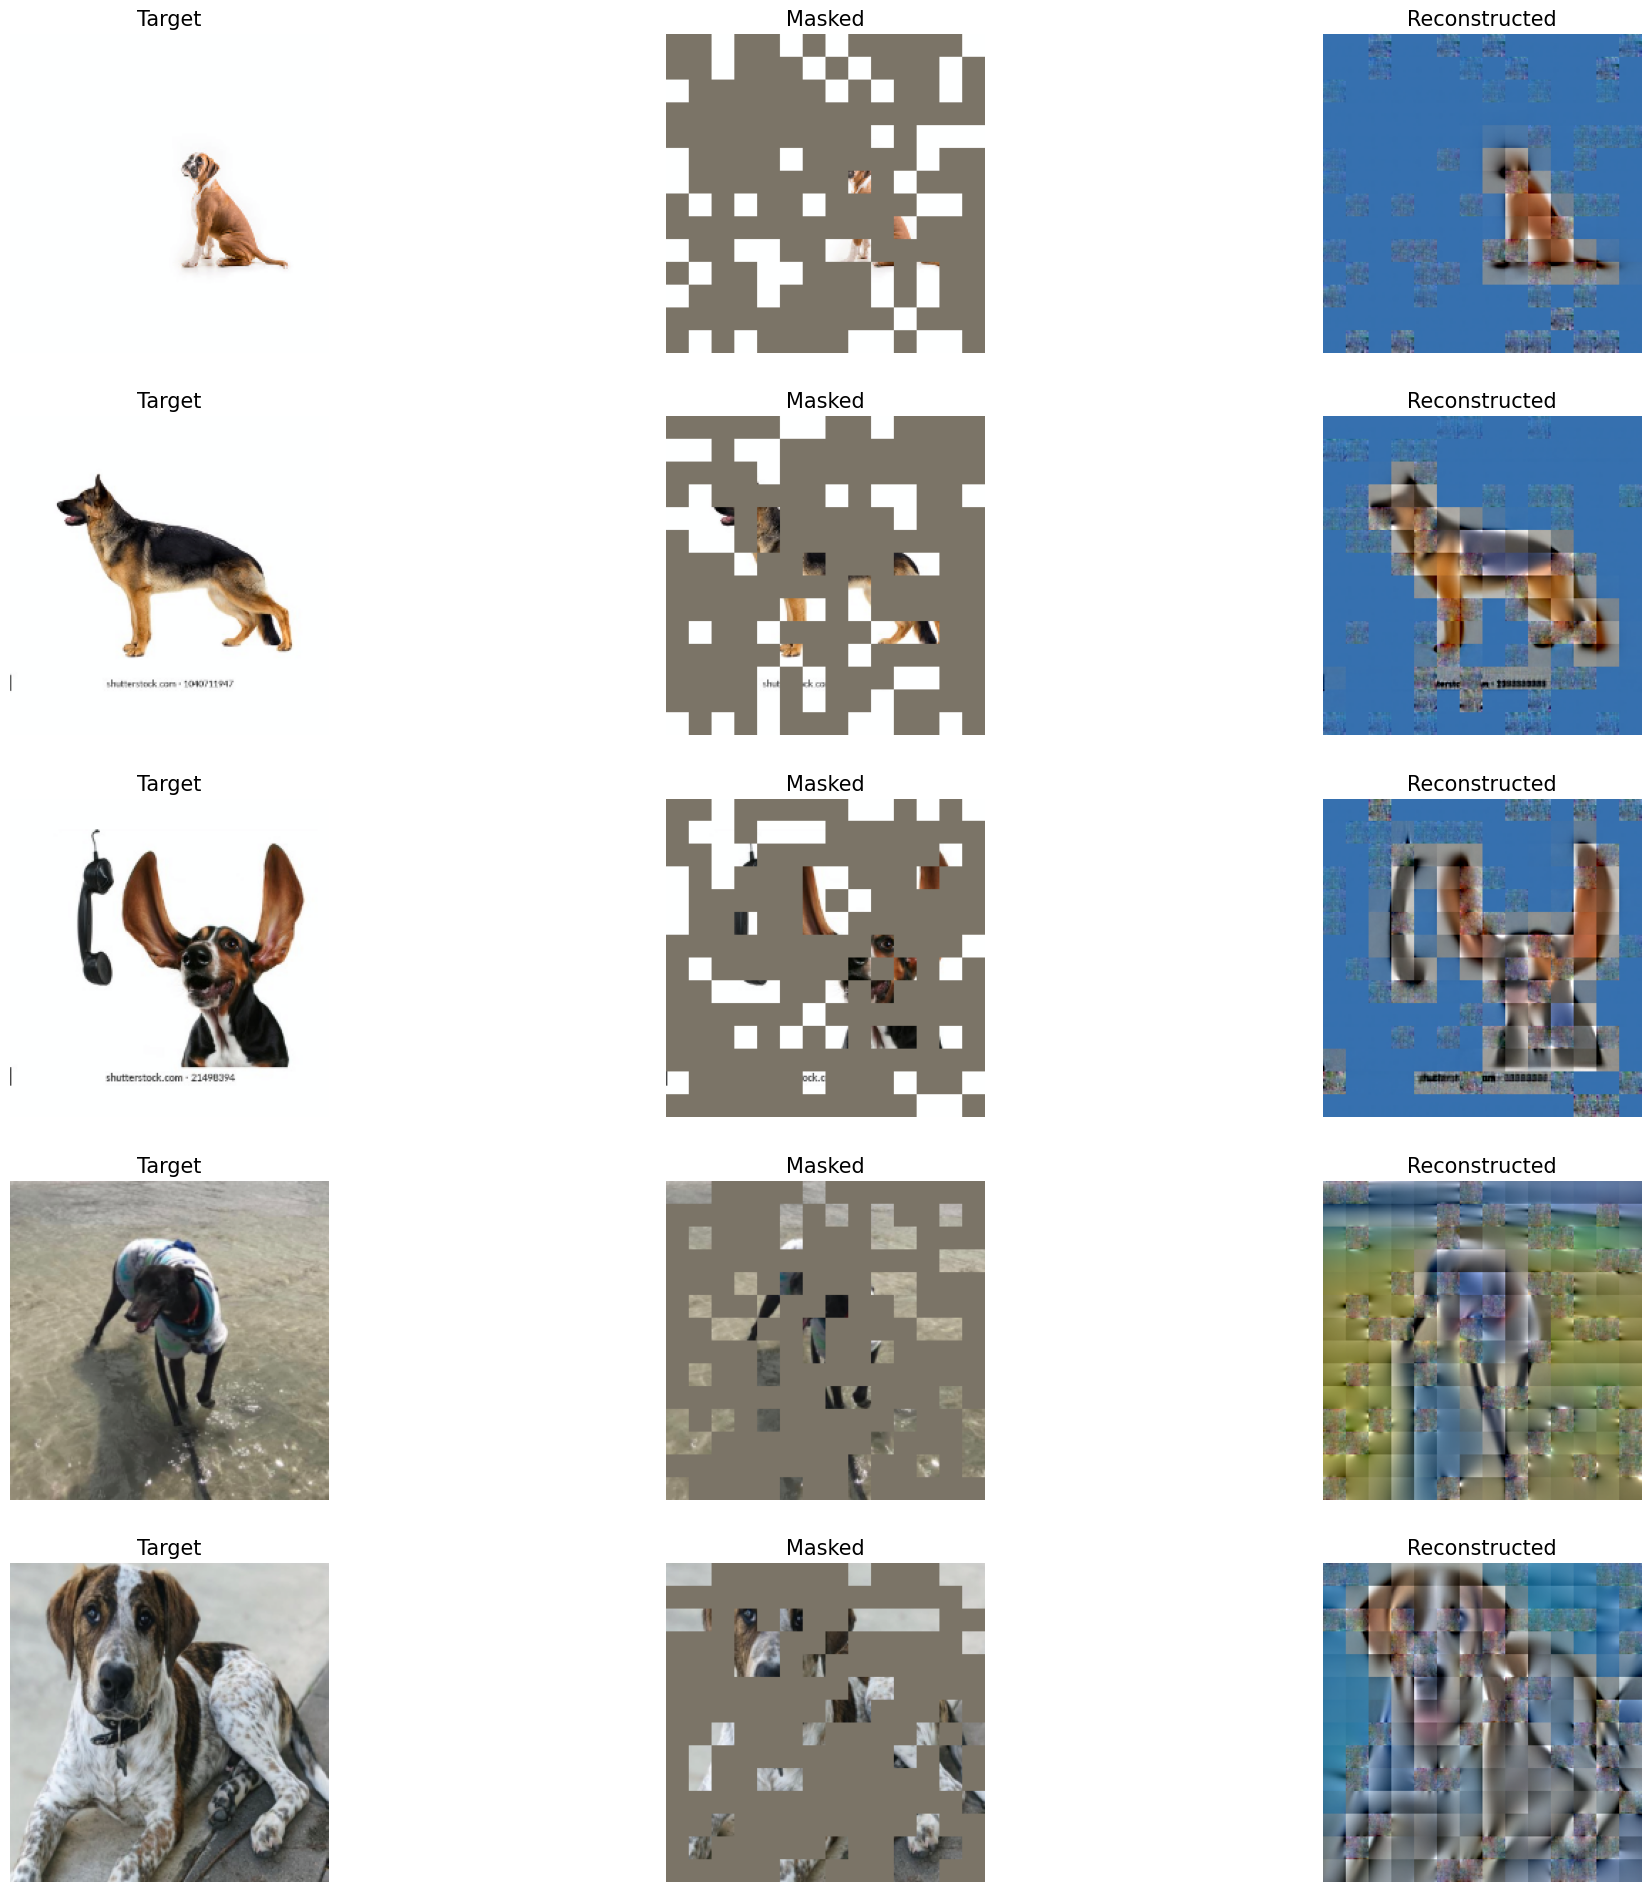 Target Masked Reconstructed
Target Masked Reconstructed
shutterstock.com · 1040711947
shut ck co
Target Masked Reconstructed
shutterstock.com · 21498394
ock.c
Target Masked Reconstructed
Target Masked Reconstructed